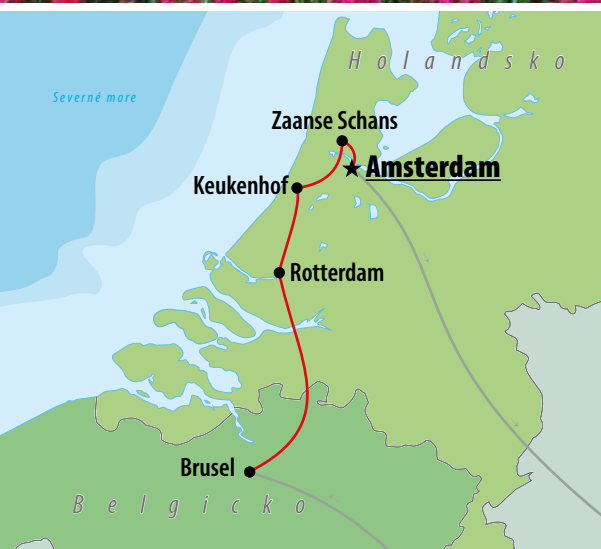 Holandsko
Severné more
Zaanse Schans
Amsterdam
Keukenhof
Rotterdam
Brusel
Belgicko